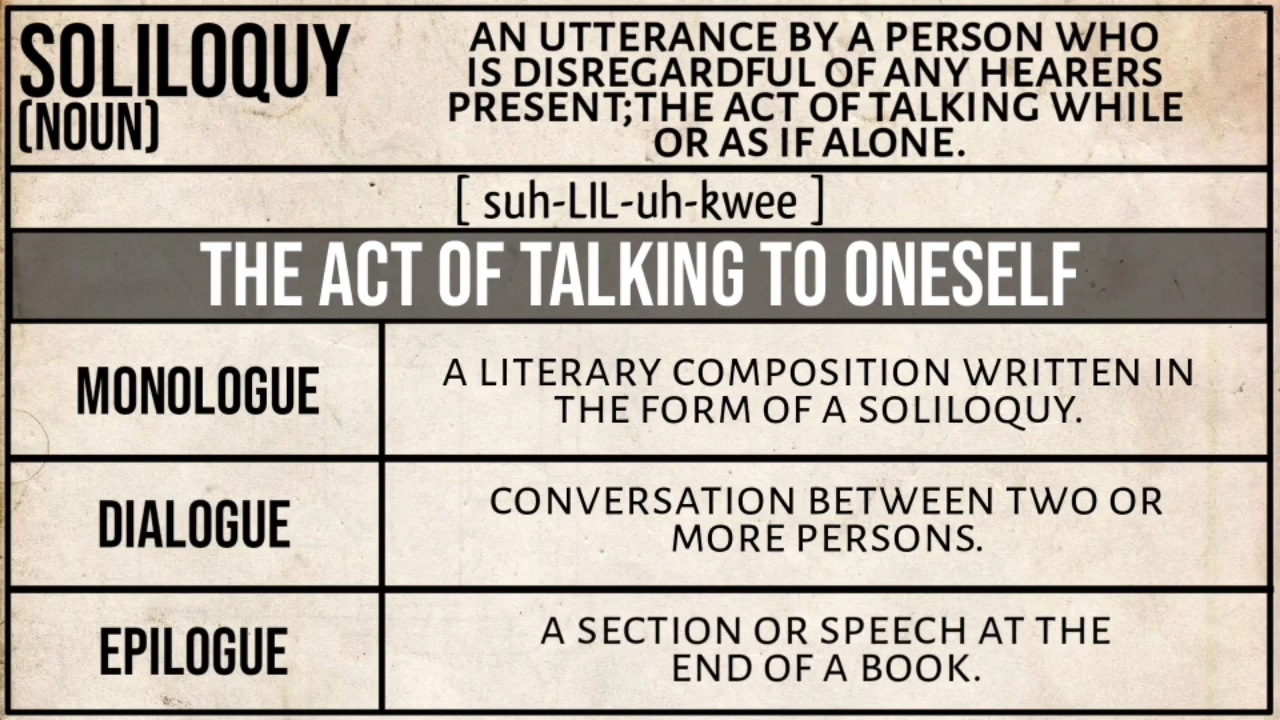 SOLILOQUY
(NOUN)
AN UTTERANCE BY A PERSON WHO
IS DISREGARDFUL OF ANY HEARERS
PRESENT;THE ACT OF TALKING WHILE
OR AS IF ALONE.
[ suh-LIL-uh-kwee ]
THE ACT OF TALKING TO ONESELF
MONOLOGUE
A LITERARY COMPOSITION WRITTEN IN
THE FORM OF A SOLILOQUY.
DIALOGUE
CONVERSATION BETWEEN TWO OR
MORE PERSONS.
EPILOGUE
A SECTION OR SPEECH AT THE
END OF A BOOK.